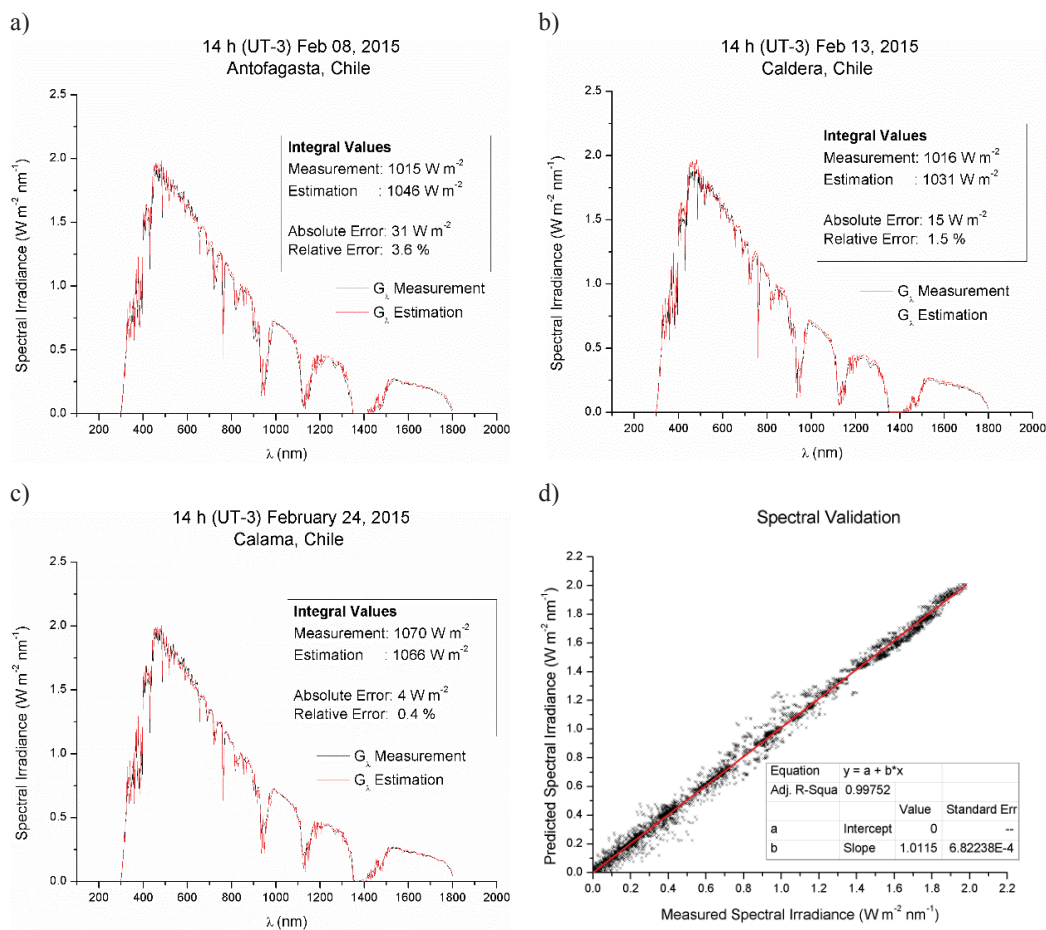 a)
14 h (UT-3) Feb 08, 2015
Antofagasta, Chile
Spectral Irradiance (W m-2 nm-1)
2.5
2.0
1.5
1.0
0.5
0.0
Integral Values
Measurement: 1015 W m-2
Estimation : 1046 W m-2
Absolute Error: 31 W m-2
Relative Error: 3.6 %
Gλ Measurement
Gλ Estimation
200 400 600 800 1000 1200 1400 1600 1800 2000
λ (nm)
b)
14 h (UT-3) Feb 13, 2015
Caldera, Chile
Spectral Irradiance (W m-2 nm-1)
2.5
2.0
1.5
1.0
0.5
0.0
Integral Values
Measurement: 1016 W m-2
Estimation : 1031 W m-2
Absolute Error: 15 W m-2
Relative Error: 1.5 %
Gλ Measurement
Gλ Estimation
200 400 600 800 1000 1200 1400 1600 1800 2000
λ (nm)
c)
14 h (UT-3) February 24, 2015
Calama, Chile
Spectral Irradiance (W m-2 nm-1)
2.5
2.0
1.5
1.0
0.5
0.0
Integral Values
Measurement: 1070 W m-2
Estimation : 1066 W m-2
Absolute Error: 4 W m-2
Relative Error: 0.4 %
Gλ Measurement
Gλ Estimation
200 400 600 800 1000 1200 1400 1600 1800 2000
λ (nm)
d)
Spectral Validation
Predicted Spectral Irradiance (W m-2 nm-1)
2.2
2.0
1.8
1.6
1.4
1.2
1.0
0.8
0.6
0.4
0.2
0.0
Equation y = a + b*x
Adj. R-Squa 0.99752
Value Standard Err
a Intercept 0 --
b Slope 1.0115 6.82238E-4
0.0 0.2 0.4 0.6 0.8 1.0 1.2 1.4 1.6 1.8 2.0 2.2
Measured Spectral Irradiance (W m-2 nm-1)